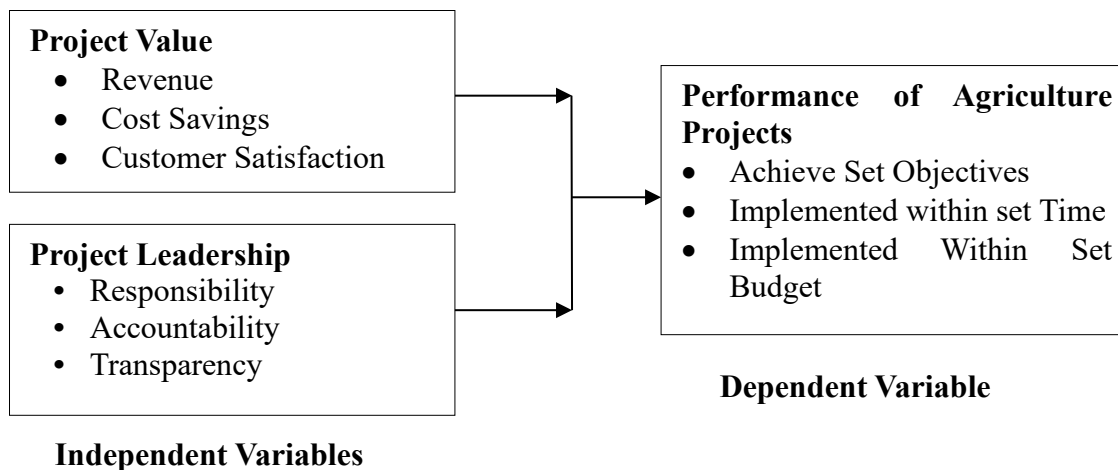 Project Value
• Revenue
• Cost Savings
• Customer Satisfaction
Project Leadership
• Responsibility
• Accountability
• Transparency
Independent Variables
Performance of Agriculture
Projects
• Achieve Set Objectives
• Implemented within set Time
• Implemented Within Set
Budget
Dependent Variable